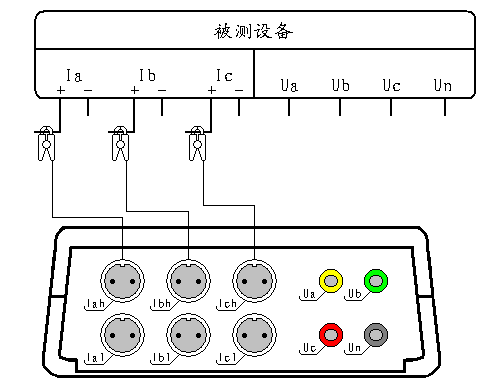 被测设备
Ia Ib Ic
+ − + − + − Ua Ub Uc Un
Iah Ibh Ich Ua Ub
Ial Ibl Icl Uc Un